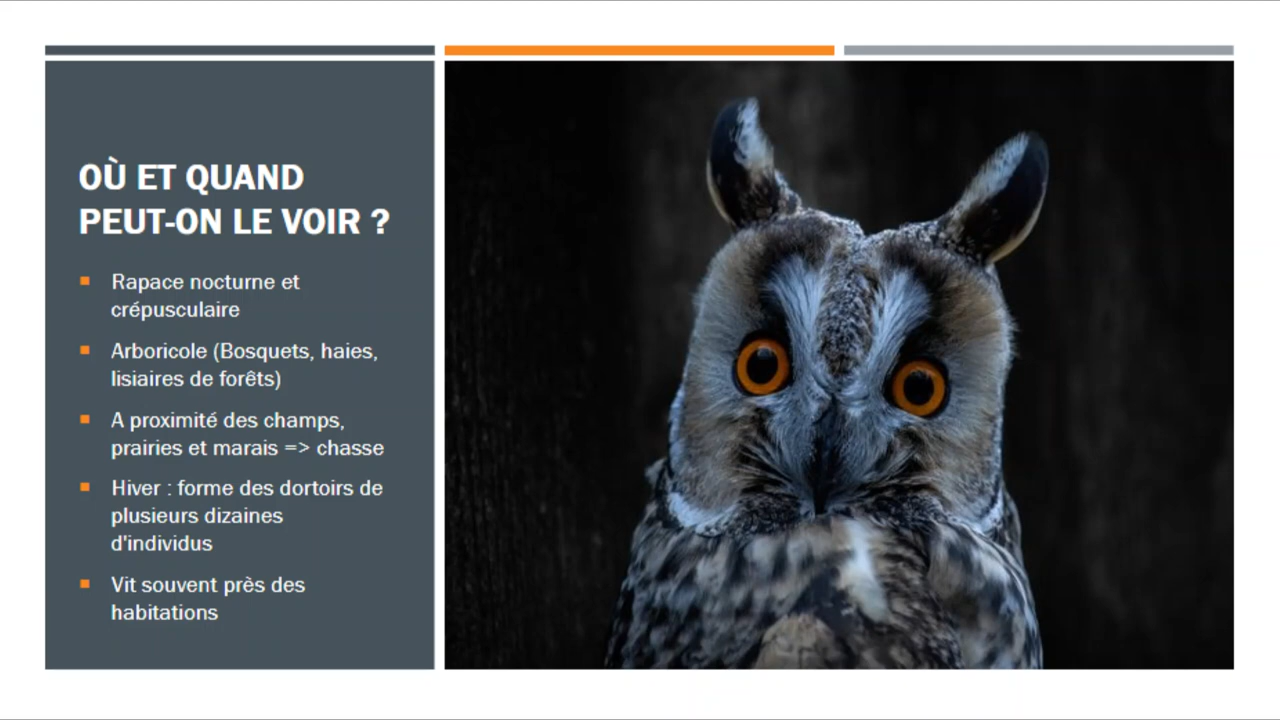 OÙ ET QUAND
PEUT-ON LE VOIR ?
Rapace nocturne et
crépusculaire
Arboricole (Bosquets, haies,
lisiaires de forêts)
A proximité des champs,
prairies et marais => chasse
Hiver : forme des dortoirs de
plusieurs dizaines
d'individus
Vit souvent près des
habitations